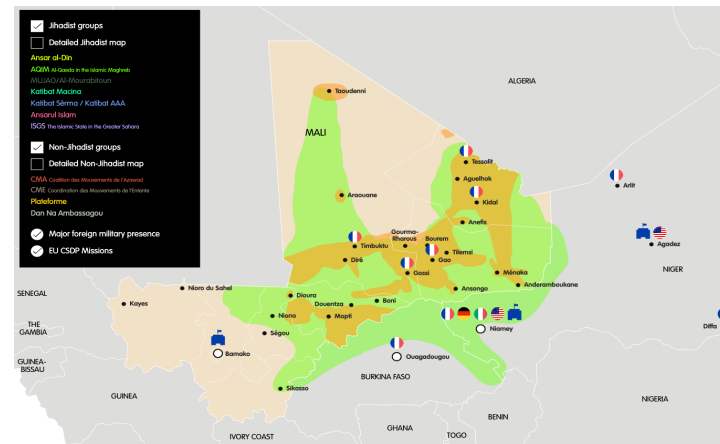 Jihadist groups
Detailed Jihadist map
Ansar al-Din
AQIM Al-Qaeda in the Islamic Maghreb
MUJAO/Al-Mourabitoun
Katibat Macina
Katibat Sèrma / Katibat AAA
Ansarul Islam
ISGS The Islamic State in the Greater Sahara
Non-Jihadist groups
Detailed Non-Jihadist map
CMA Coalition des Mouvements de l'Azawad
CME Coordination des Mouvements de l'Entente
Plateforme
Dan Na Ambassagou
Major foreign military presence
EU CSDP Missions
ALGERIA
Taoudenni
MALI
Tessolit
Aguelhok
Arlit
Kidal
Araouane
Anefis
Gourma-
Rharous
Bourem
Timbuktu
Tilemsi
Agadez
Diré
Gao
Gossi
Ménaka
NIGER
Anderamboukane
Ansongo
Nioro du Sahel
SENEGAL
Dioura
Kayes
Douentza
Boni
Niono
Mopti
Diffa
Niamey
THE
GAMBIA
Ségou
Bamako
Ouagadougou
GUINEA-
BISSAU
BURKINA FASO
Sikasso
GUINEA
NIGERIA
BENIN
GHANA
TOGO
IVORY COAST